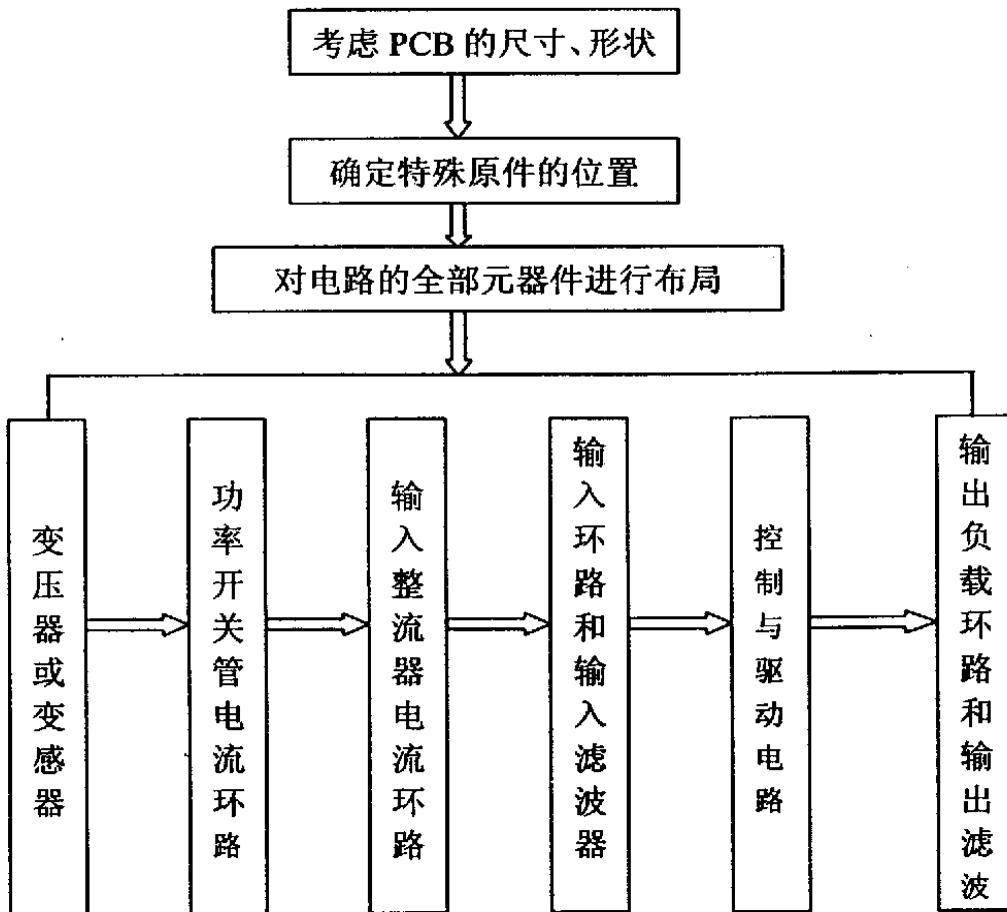 考虑 PCB 的尺寸、形状
确定特殊原件的位置
对电路的全部元器件进行布局
变压器或变感器
功率开关管电流环路
输入整流器电流环路
输入环路和输入滤波器
控制与驱动电路
输出负载环路和输出滤波